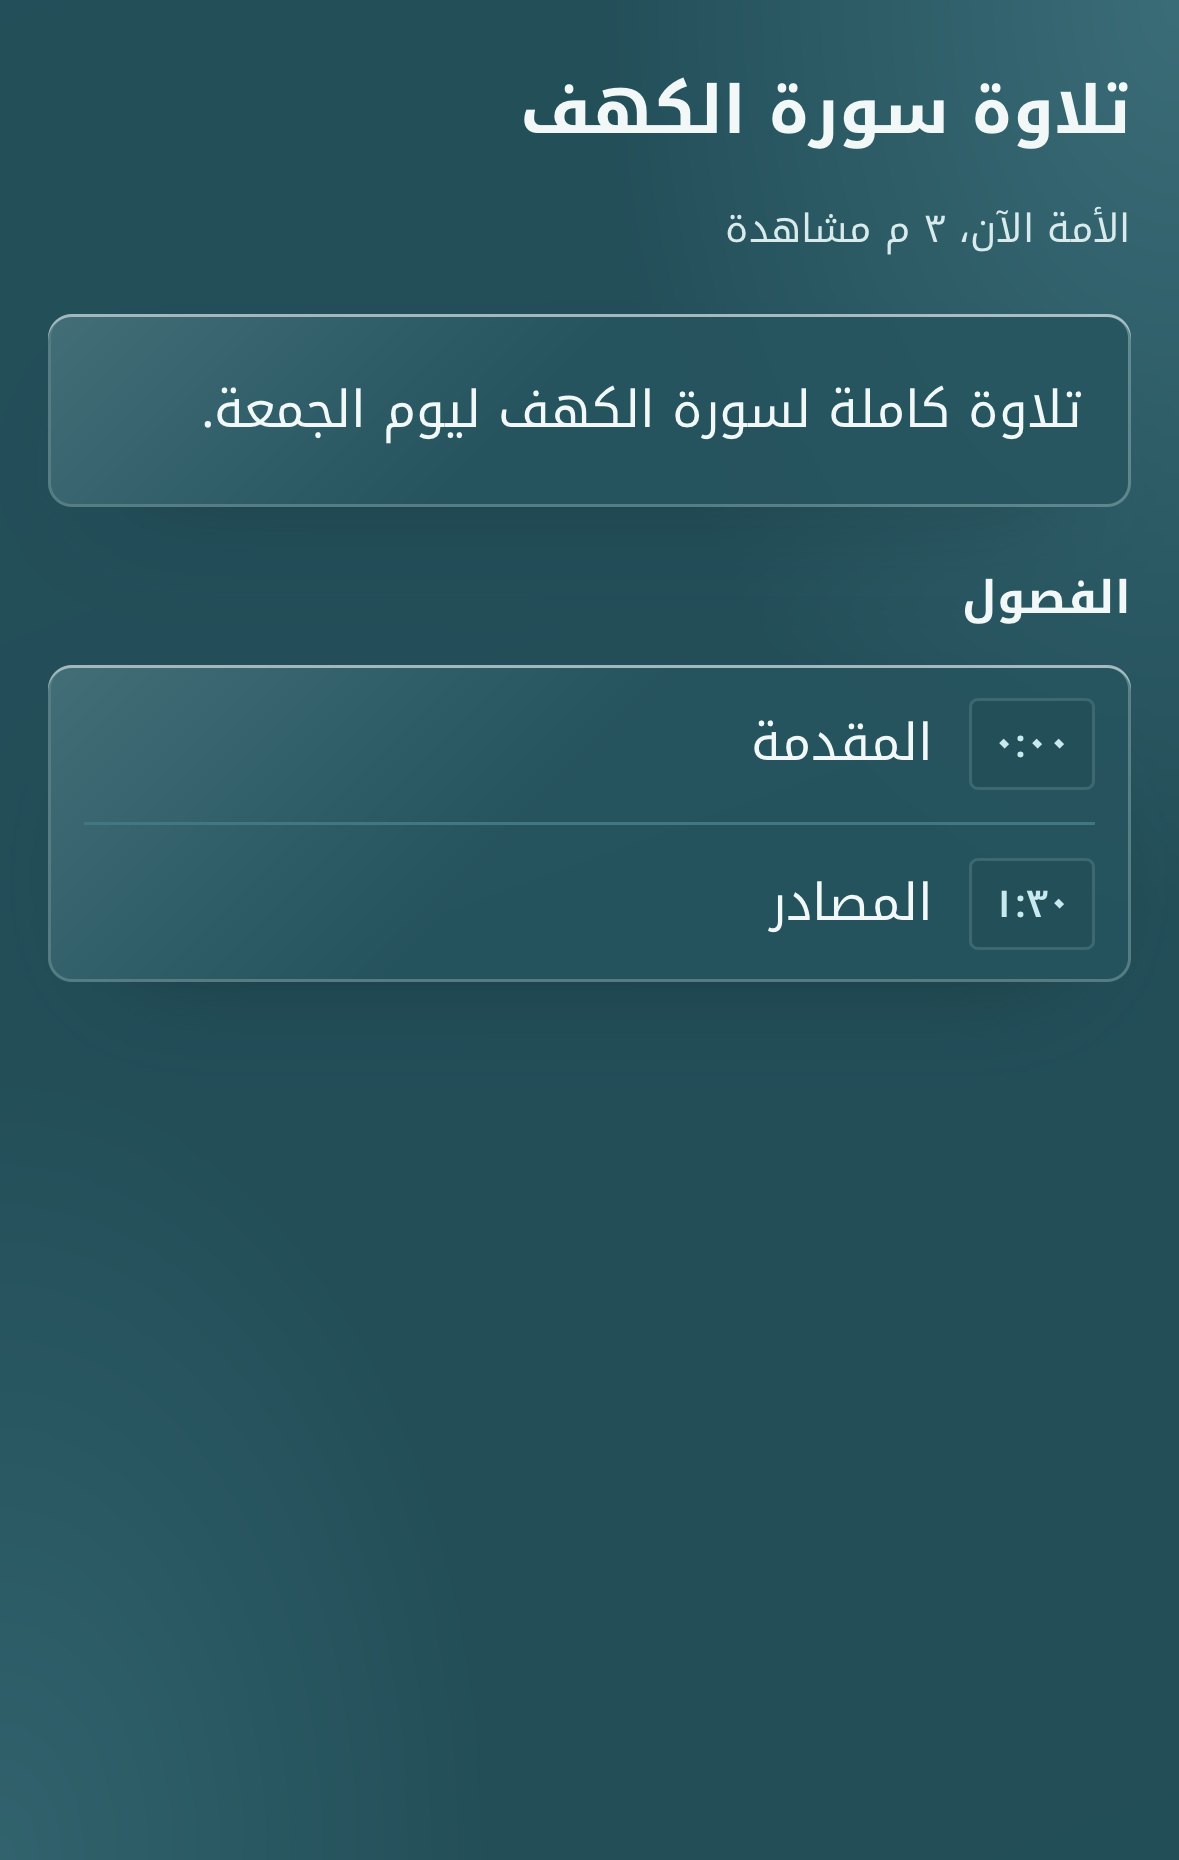 تلاوة سورة الكهف
الأمة الآن، ٣ م مشاهدة
تلاوة كاملة لسورة الكهف ليوم الجمعة.
الفصول
٠:٠٠ المقدمة
١:٣٠ المصادر